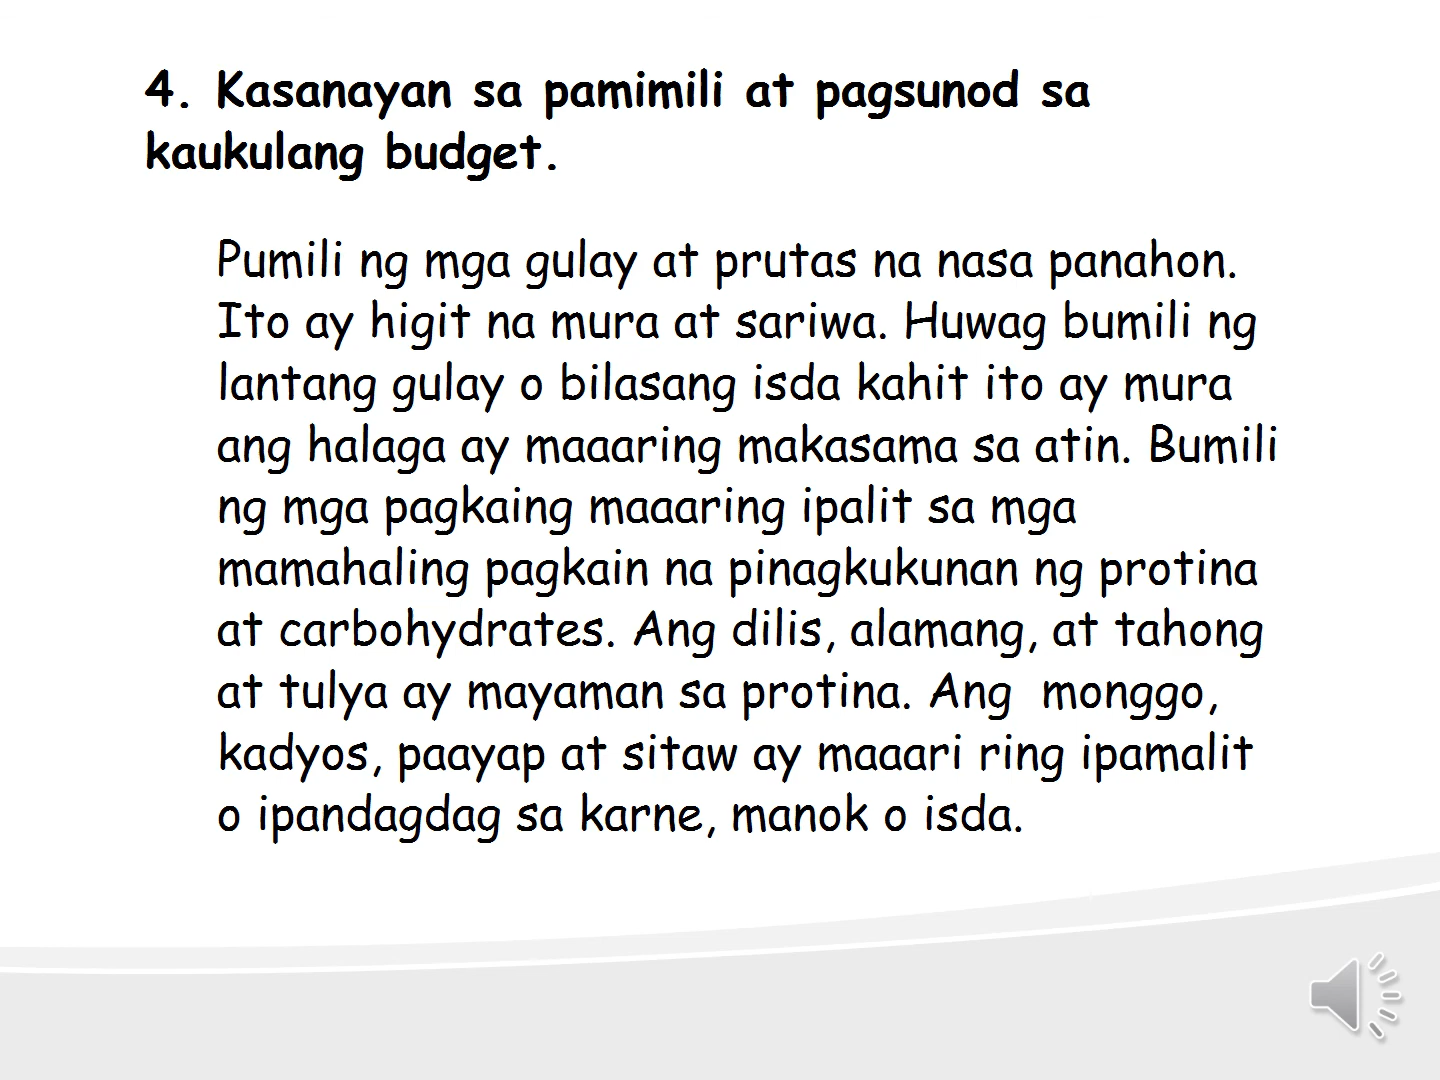 4. Kasanayan sa pamimili at pagsunod sa
kaukulang budget.
Pumili ng mga gulay at prutas na nasa panahon.
Ito ay higit na mura at sariwa. Huwag bumili ng
lantang gulay o bilasang isda kahit ito ay mura
ang halaga ay maaaring makasama sa atin. Bumili
ng mga pagkaing maaaring ipalit sa mga
mamahaling pagkain na pinagkukunan ng protina
at carbohydrates. Ang dilis, alamang, at tahong
at tulya ay mayaman sa protina. Ang  monggo,
kadyos, paayap at sitaw ay maaari ring ipamalit
o ipandagdag sa karne, manok o isda.